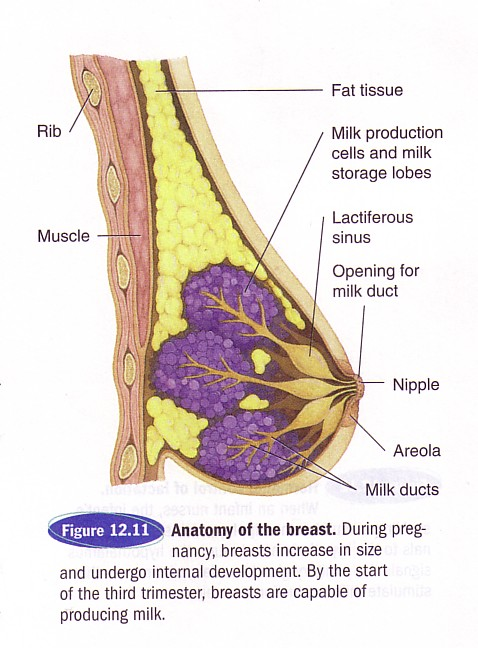 Fat tissue
Rib
Milk production
cells and milk
storage lobes
Lactiferous
sinus
Muscle
Opening for
milk duct
Nipple
Areola
Milk ducts
Figure 12.11 Anatomy of the breast. During preg-
nancy, breasts increase in size
and undergo internal development. By the start
of the third trimester, breasts are capable of
producing milk.